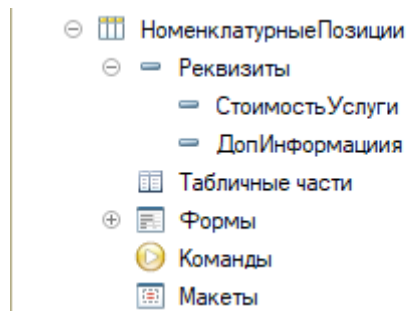 НоменклатурныеПозиции
Реквизиты
СтоимостьУслуги
ДопИнформациия
Табличные части
Формы
Команды
Макеты